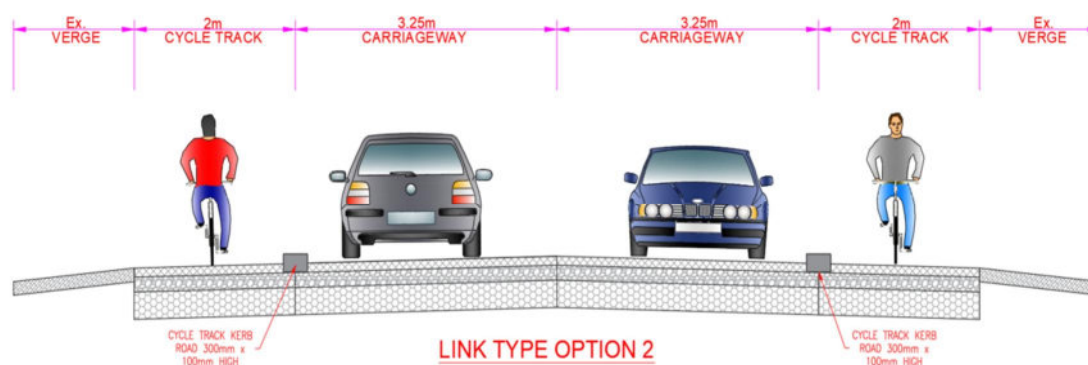 Ex.
VERGE
2m
CYCLE TRACK
3.25m
CARRIAGEWAY
3.25m
CARRIAGEWAY
2m
CYCLE TRACK
Ex.
VERGE
CYCLE TRACK KERB
ROAD 300mm x
100mm HIGH
LINK TYPE OPTION 2
CYCLE TRACK KERB
ROAD 300mm x
100mm HIGH